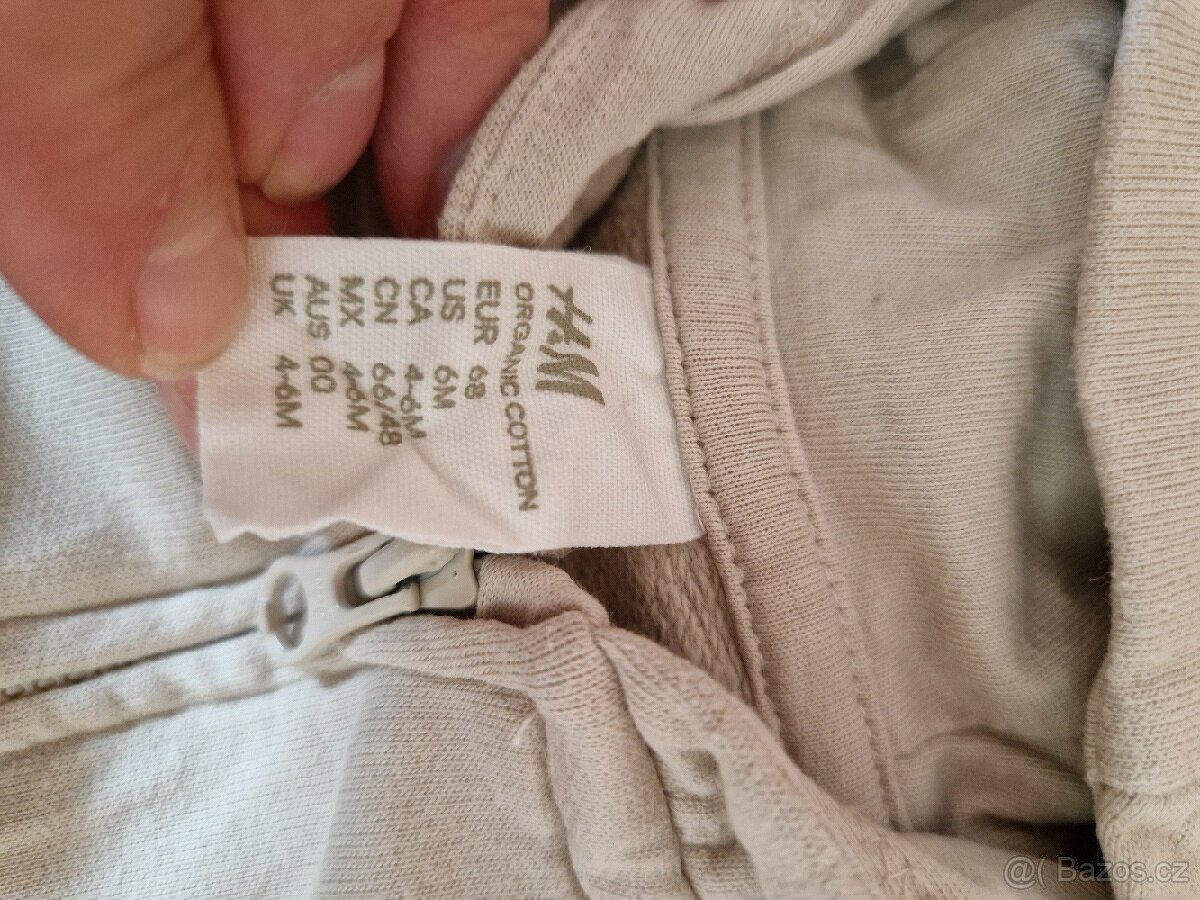 H&M
ORGANIC COTTON
EUR 68
US 6M
CA 4-6M
CN 66/48
MX 4-6M
AUS 00
UK 4-6M
@( Bazos.cz